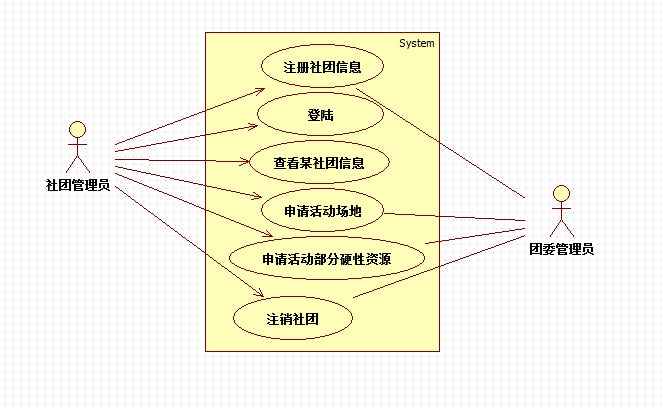 System
注册社团信息
登陆
查看某社团信息
社团管理员
申请活动场地
团委管理员
申请活动部分硬性资源
注销社团